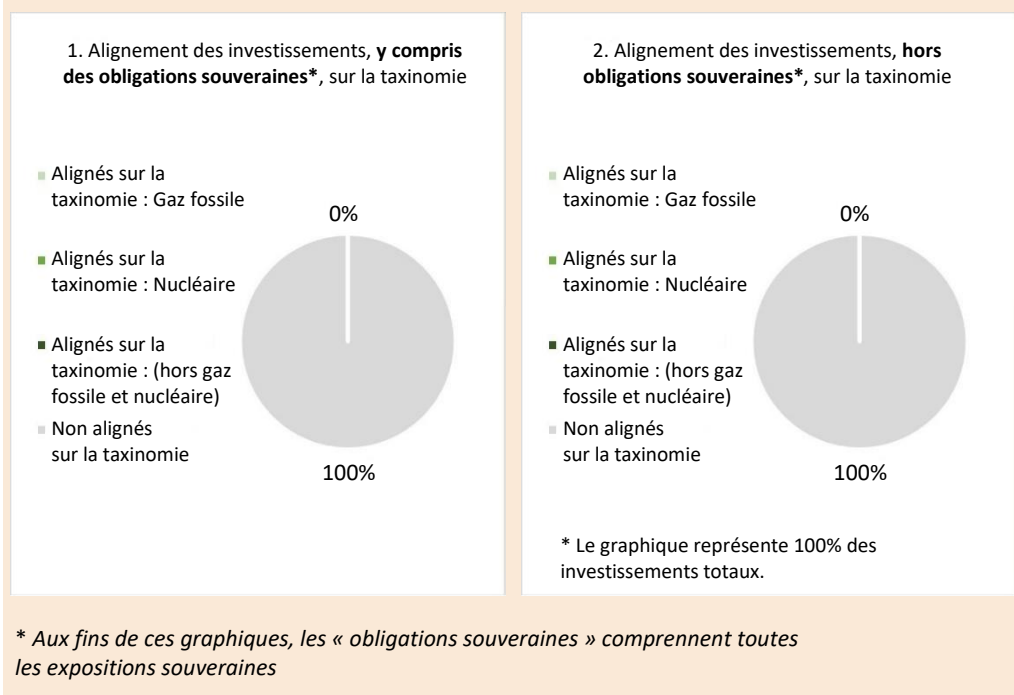 1. Alignement des investissements, y compris
des obligations souveraines*, sur la taxinomie
Alignés sur la
taxinomie : Gaz fossile
Alignés sur la
taxinomie : Nucléaire
Alignés sur la
taxinomie : (hors gaz
fossile et nucléaire)
Non alignés
sur la taxinomie
0%
100%
2. Alignement des investissements, hors
obligations souveraines*, sur la taxinomie
Alignés sur la
taxinomie : Gaz fossile
Alignés sur la
taxinomie : Nucléaire
Alignés sur la
taxinomie : (hors gaz
fossile et nucléaire)
Non alignés
sur la taxinomie
0%
100%
* Le graphique représente 100% des
investissements totaux.
* Aux fins de ces graphiques, les « obligations souveraines » comprennent toutes
les expositions souveraines